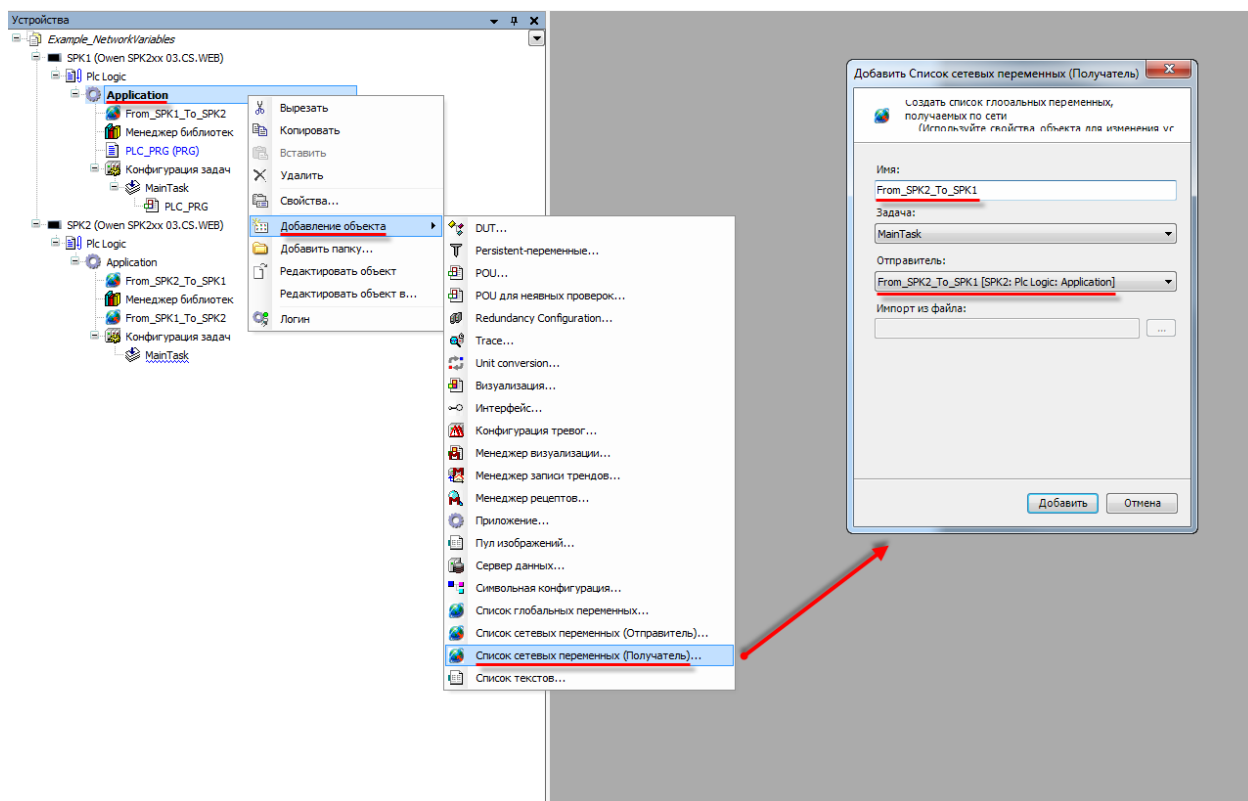 Устройства
Example_NetworkVariables
SPK1 (Owen SPK2xx 03.CS.WEB)
Plc Logic
Application
From_SPK1_To_SPK2
Менеджер библиотек
PLC_PRG (PRG)
Конфигурация задач
MainTask
PLC_PRG
SPK2 (Owen SPK2xx 03.CS.WEB)
Plc Logic
Application
From_SPK2_To_SPK1
Менеджер библиотек
From_SPK1_To_SPK2
Конфигурация задач
MainTask
Вырезать
Копировать
Вставить
Удалить
Свойства...
Добавление объекта
Добавить папку...
Редактировать объект
Редактировать объект в...
Логин
DUT...
Persistent-переменные...
POU...
POU для неявных проверок...
Redundancy Configuration...
Trace...
Unit conversion...
Визуализация...
Интерфейс...
Конфигурация тревог...
Менеджер визуализации...
Менеджер записи трендов...
Менеджер рецептов...
Приложение...
Пул изображений...
Сервер данных...
Символьная конфигурация...
Список глобальных переменных...
Список сетевых переменных (Отправитель)...
Список сетевых переменных (Получатель)...
Список текстов...
Добавить Список сетевых переменных (Получатель)
Создать список глобальных переменных,
получаемых по сети
(Используйте свойства объекта для изменения ус
Имя:
From_SPK2_To_SPK1
Задача:
MainTask
Отправитель:
From_SPK2_To_SPK1 [SPK2: Plc Logic: Application]
Импорт из файла:
...
Добавить
Отмена